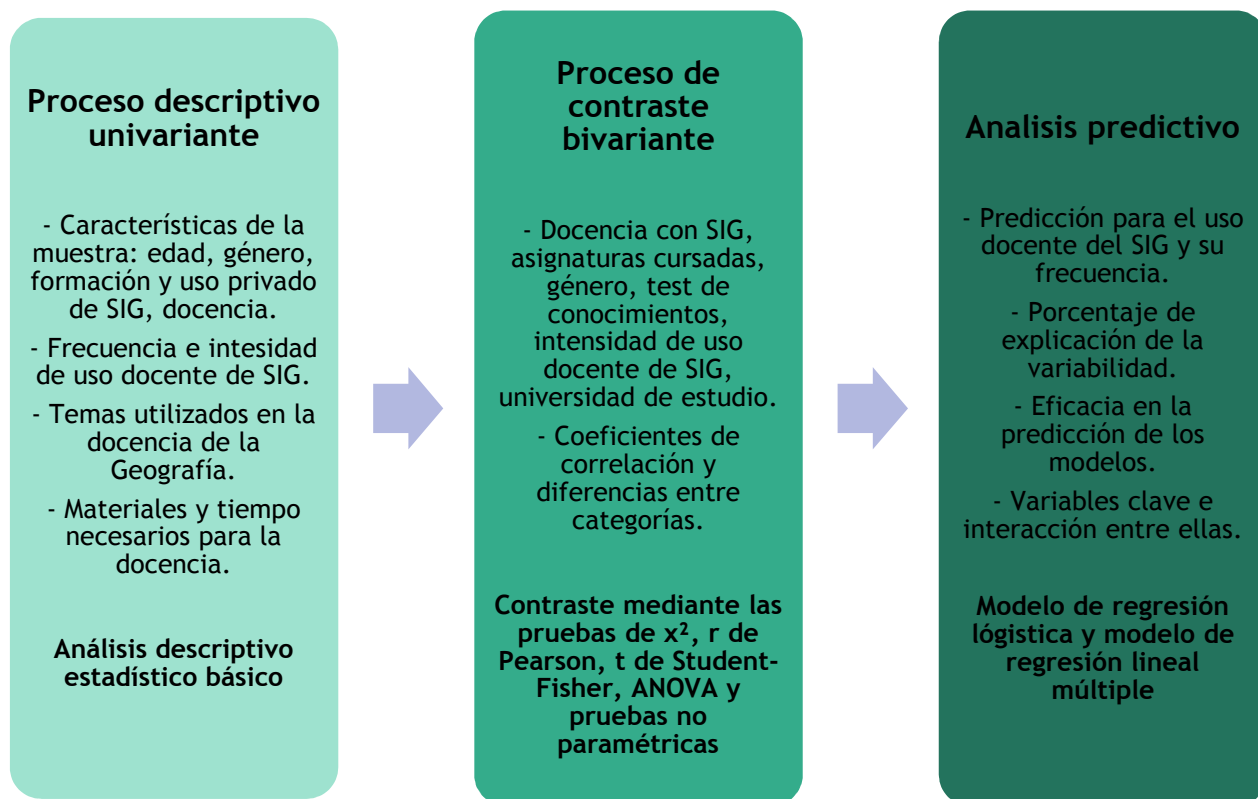 Proceso descriptivo
univariante
- Características de la
muestra: edad, género,
formación y uso privado
de SIG, docencia.
- Frecuencia e intesidad
de uso docente de SIG.
- Temas utilizados en la
docencia de la
Geografía.
- Materiales y tiempo
necesarios para la
docencia.
Análisis descriptivo
estadístico básico
Proceso de
contraste
bivariante
- Docencia con SIG,
asignaturas cursadas,
género, test de
conocimientos,
intensidad de uso
docente de SIG,
universidad de estudio.
- Coeficientes de
correlación y
diferencias entre
categorías.
Contraste mediante las
pruebas de x², r de
Pearson, t de Student-
Fisher, ANOVA y
pruebas no
paramétricas
Analisis predictivo
- Predicción para el uso
docente del SIG y su
frecuencia.
- Porcentaje de
explicación de la
variabilidad.
- Eficacia en la
predicción de los
modelos.
- Variables clave e
interacción entre ellas.
Modelo de regresión
lógistica y modelo de
regresión lineal
múltiple